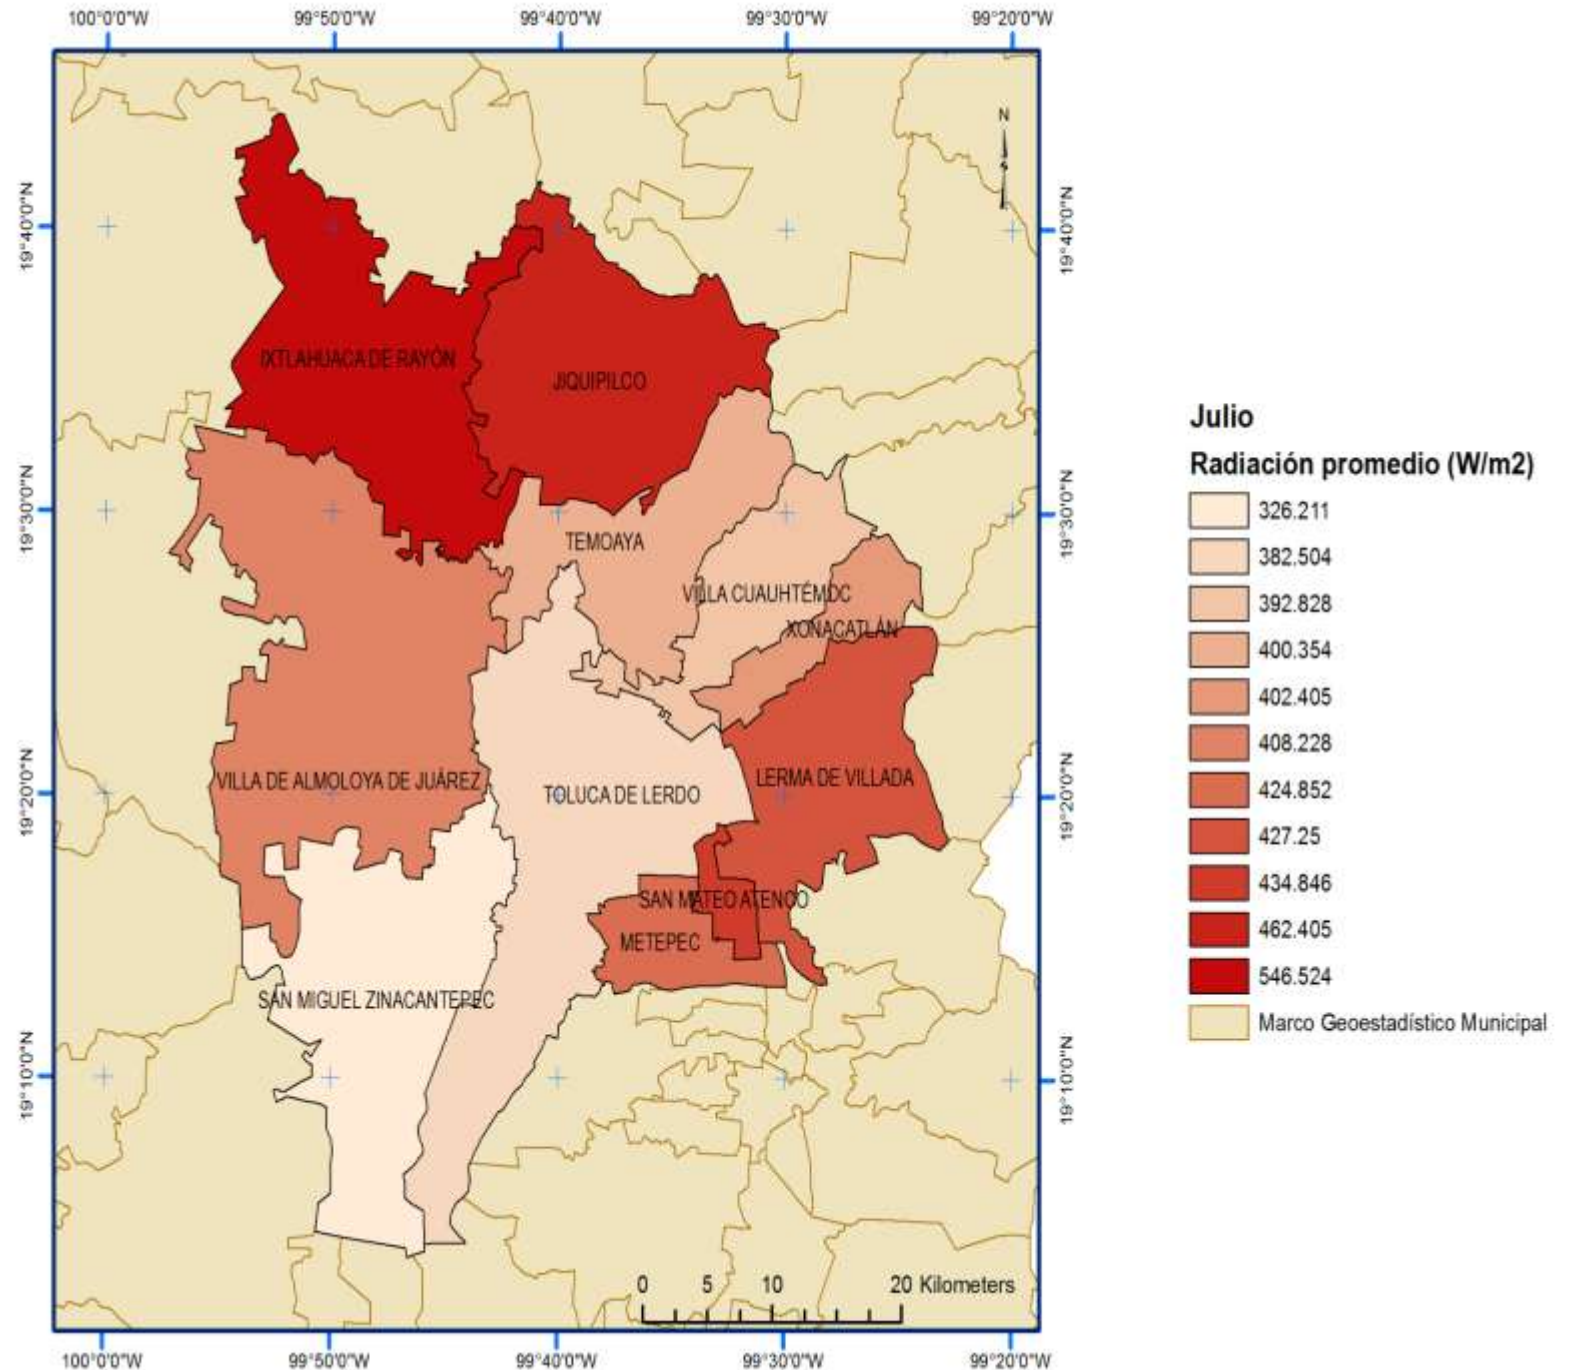 100°0'0"W 99°50'0"W 99°40'0"W 99°30'0"W 99°20'0"W
N
19°40'0"N 19°40'0"N
IXTLAHUACA DE RAYÓN
JIQUIPILCO
19°30'0"N 19°30'0"N
TEMOAYA
VILLA CUAUHTÉMOC
XONACATLÁN
VILLA DE ALMOLOYA DE JUÁREZ
TOLUCA DE LERDO
LERMA DE VILLADA
19°20'0"N 19°20'0"N
SAN MATEO ATENCO
METEPEC
SAN MIGUEL ZINACANTEPEC
19°10'0"N 19°10'0"N
0 5 10 20 Kilometers
100°0'0"W 99°50'0"W 99°40'0"W 99°30'0"W 99°20'0"W
Julio
Radiación promedio (W/m2)
326.211
382.504
392.828
400.354
402.405
408.228
424.852
427.25
434.846
462.405
546.524
Marco Geoestadístico Municipal